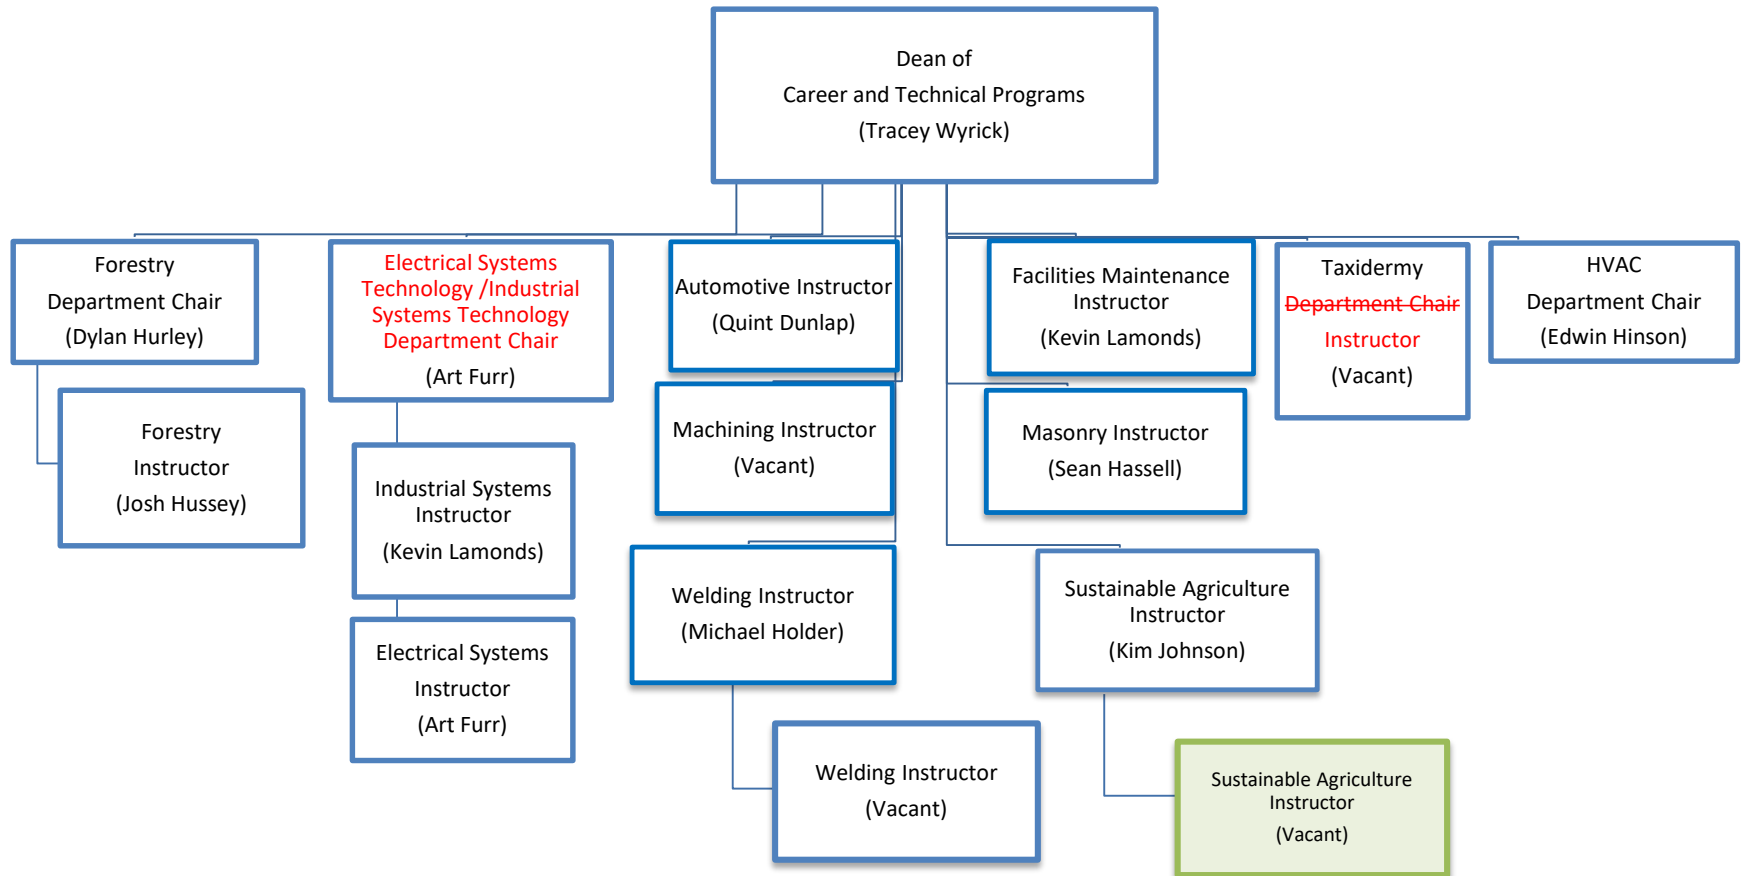 Dean of
Career and Technical Programs
(Tracey Wyrick)
Forestry
Department Chair
(Dylan Hurley)
Electrical Systems
Technology /Industrial
Systems Technology
Department Chair
(Art Furr)
Automotive Instructor
(Quint Dunlap)
Facilities Maintenance
Instructor
(Kevin Lamonds)
Taxidermy
Department Chair
Instructor
(Vacant)
HVAC
Department Chair
(Edwin Hinson)
Forestry
Instructor
(Josh Hussey)
Industrial Systems
Instructor
(Kevin Lamonds)
Machining Instructor
(Vacant)
Masonry Instructor
(Sean Hassell)
Electrical Systems
Instructor
(Art Furr)
Welding Instructor
(Michael Holder)
Sustainable Agriculture
Instructor
(Kim Johnson)
Welding Instructor
(Vacant)
Sustainable Agriculture
Instructor
(Vacant)